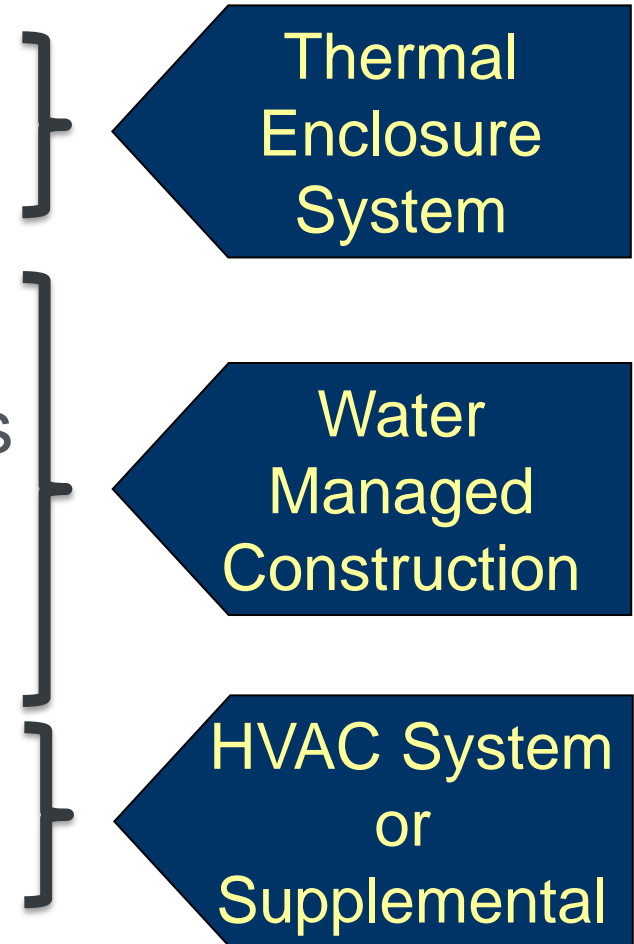 Thermal
Enclosure
System
s
Water
Managed
Construction
HVAC System
or
Supplemental